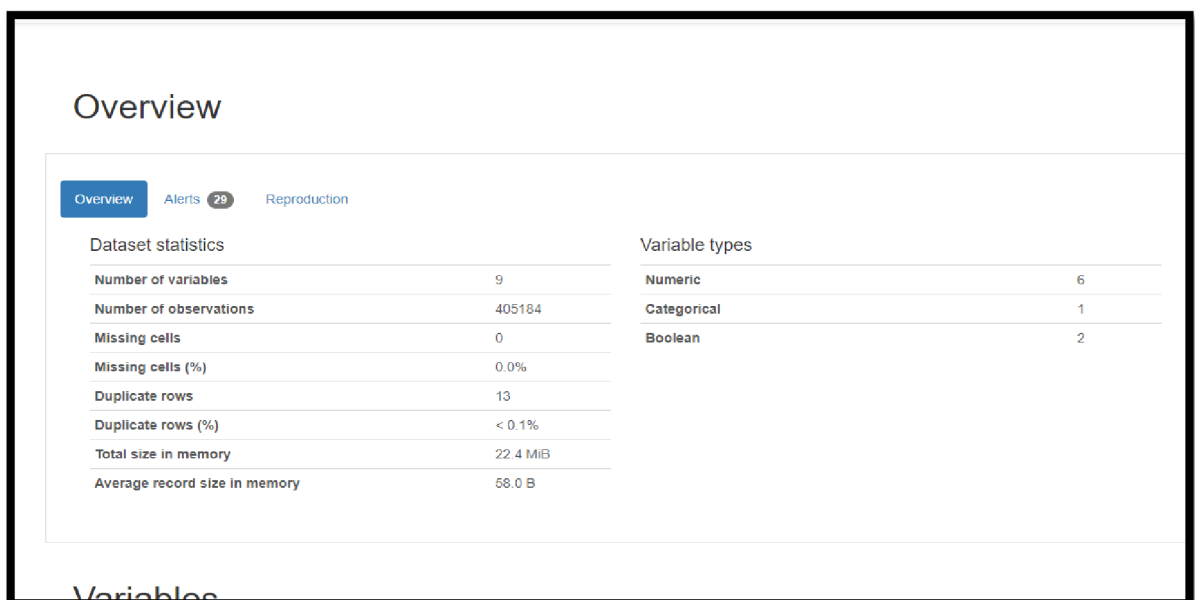 Overview
Overview Alerts 29 Reproduction
Dataset statistics
Number of variables 9
Number of observations 405184
Missing cells 0
Missing cells (%) 0.0%
Duplicate rows 13
Duplicate rows (%) < 0.1%
Total size in memory 22.4 MiB
Average record size in memory 58.0 B
Variable types
Numeric 6
Categorical 1
Boolean 2
Variables